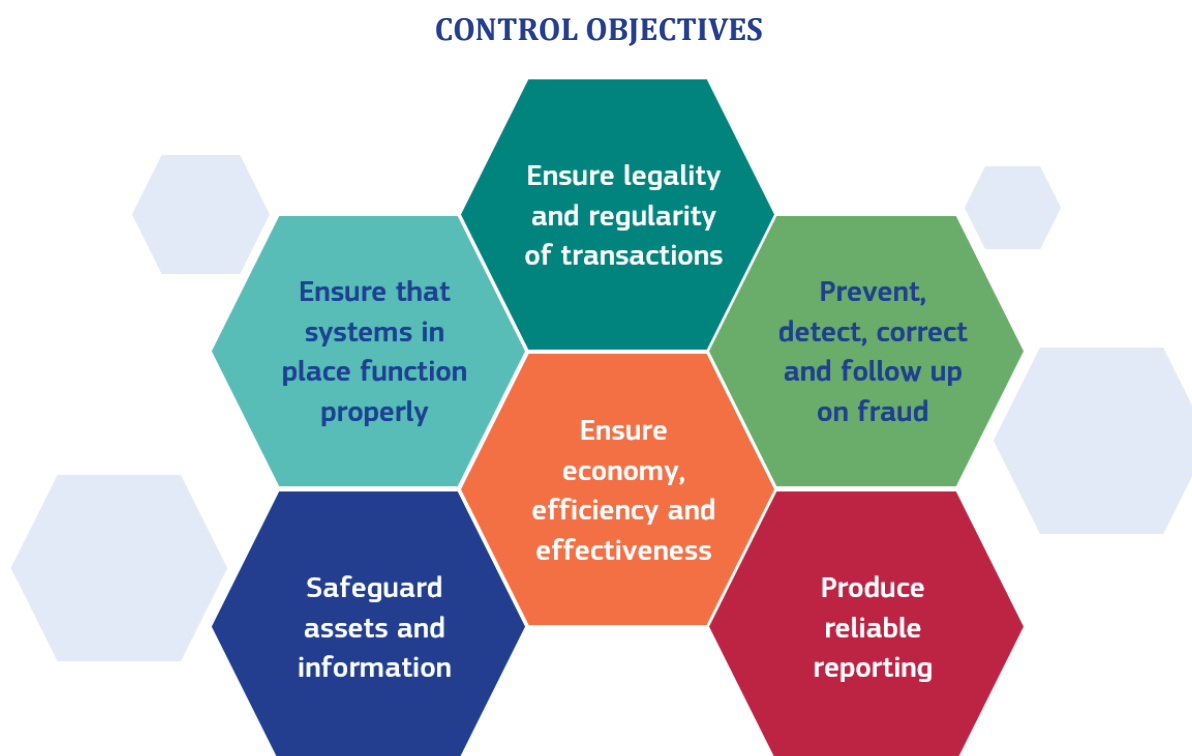 CONTROL OBJECTIVES
Ensure legality
and regularity
of transactions
Ensure that
systems in
place function
properly
Prevent,
detect, correct
and follow up
on fraud
Ensure
economy,
efficiency and
effectiveness
Safeguard
assets and
information
Produce
reliable
reporting